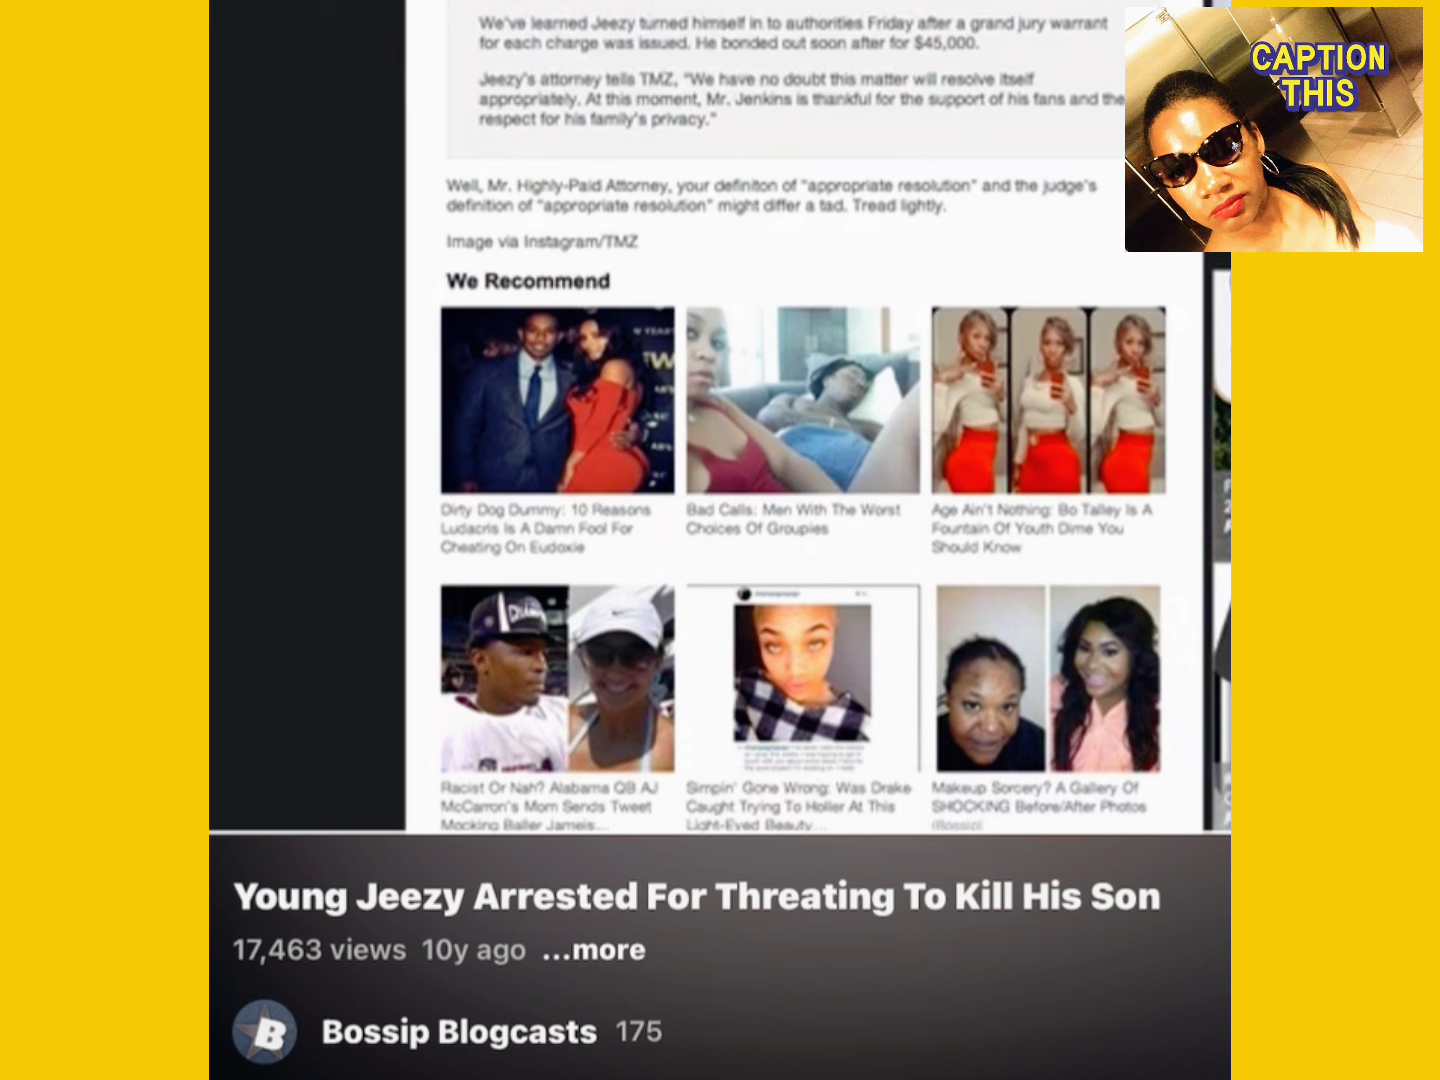 We've learned Jeezy turned himself in to authorities Friday after a grand jury warrant
for each charge was issued. He bonded out soon after for $45,000.
Jeezy's attorney tells TMZ, "We have no doubt this matter will resolve itself
appropriately. At this moment, Mr. Jenkins is thankful for the support of his fans and the
respect for his family's privacy."
CAPTION
THIS
Well, Mr. Highly-Paid Attorney, your definiton of "appropriate resolution" and the judge's
definition of "appropriate resolution" might differ a tad. Tread lightly.
Image via Instagram/TMZ
We Recommend
Dirty Dog Dummy: 10 Reasons
Ludacris Is A Damn Fool For
Cheating On Eudoxie
Bad Calls: Men With The Worst
Choices Of Groupies
Age Ain't Nothing: Bo Talley Is A
Fountain Of Youth Dime You
Should Know
Racist Or Nah? Alabama QB AJ
McCarron's Mom Sends Tweet
Mocking Baller Jameis...
Simpin' Gone Wrong: Was Drake
Caught Trying To Holler At This
Light-Eyed Beauty...
Makeup Sorcery? A Gallery Of
SHOCKING Before/After Photos
(Bossip)
Young Jeezy Arrested For Threating To Kill His Son
17,463 views 10y ago ...more
B
Bossip Blogcasts 175